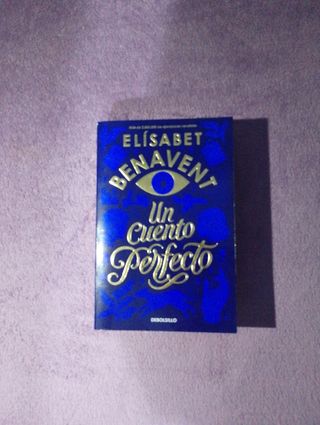 ELÍSABET
BENAVENT
Un
Cuento
Perfecto
DEBOLSILLO